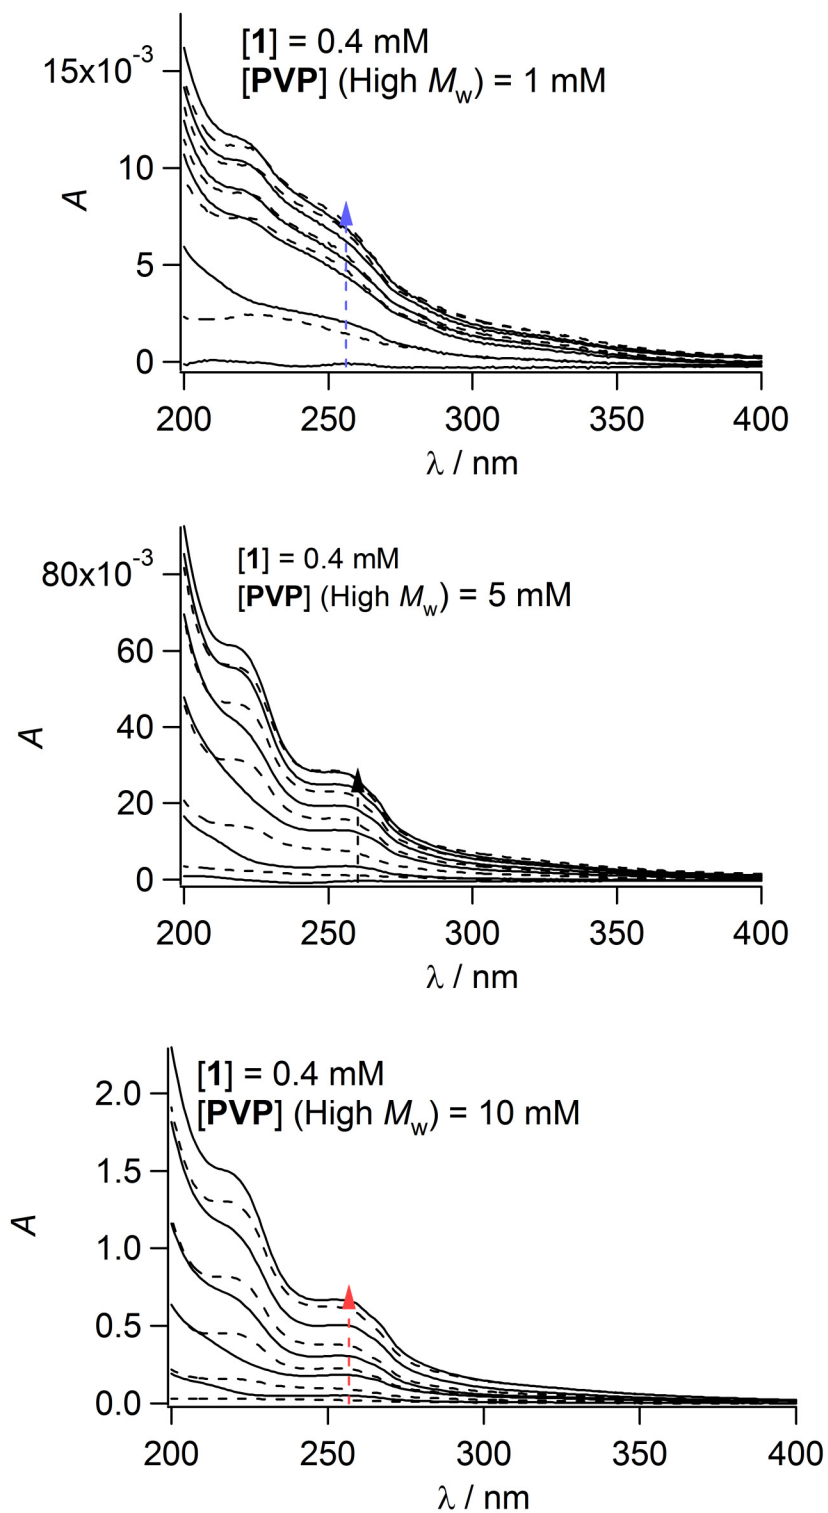 [1] = 0.4 mM
[PVP] (High Mw) = 1 mM
15x10-3
10
5
0
A
200 250 300 350 400
λ / nm
[1] = 0.4 mM
[PVP] (High Mw) = 5 mM
80x10-3
60
40
20
0
A
200 250 300 350 400
λ / nm
[1] = 0.4 mM
[PVP] (High Mw) = 10 mM
2.0
1.5
1.0
0.5
0.0
A
200 250 300 350 400
λ / nm